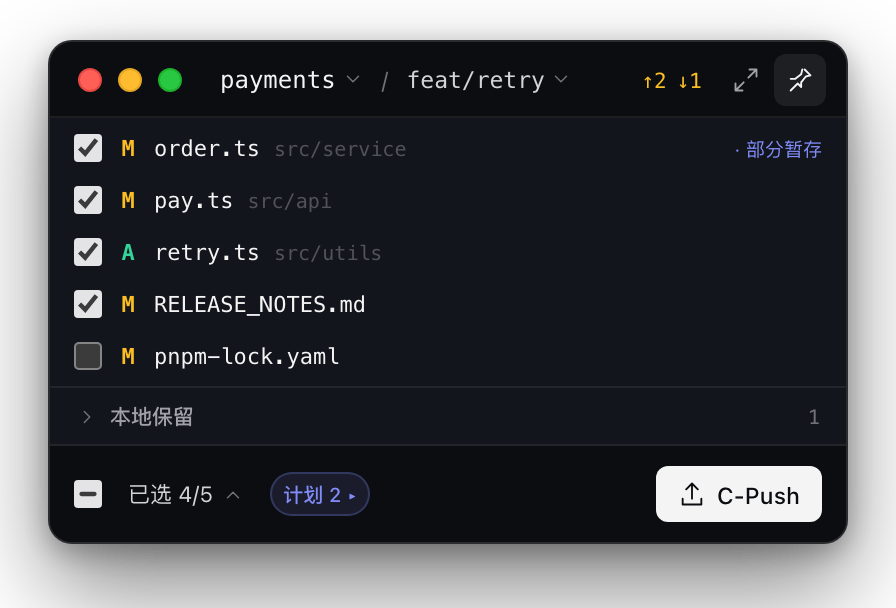 payments / feat/retry ↑2 ↓1
M order.ts src/service · 部分暂存
M pay.ts src/api
A retry.ts src/utils
M RELEASE_NOTES.md
M pnpm-lock.yaml
本地保留 1
已选 4/5 计划 2 ▸ C-Push